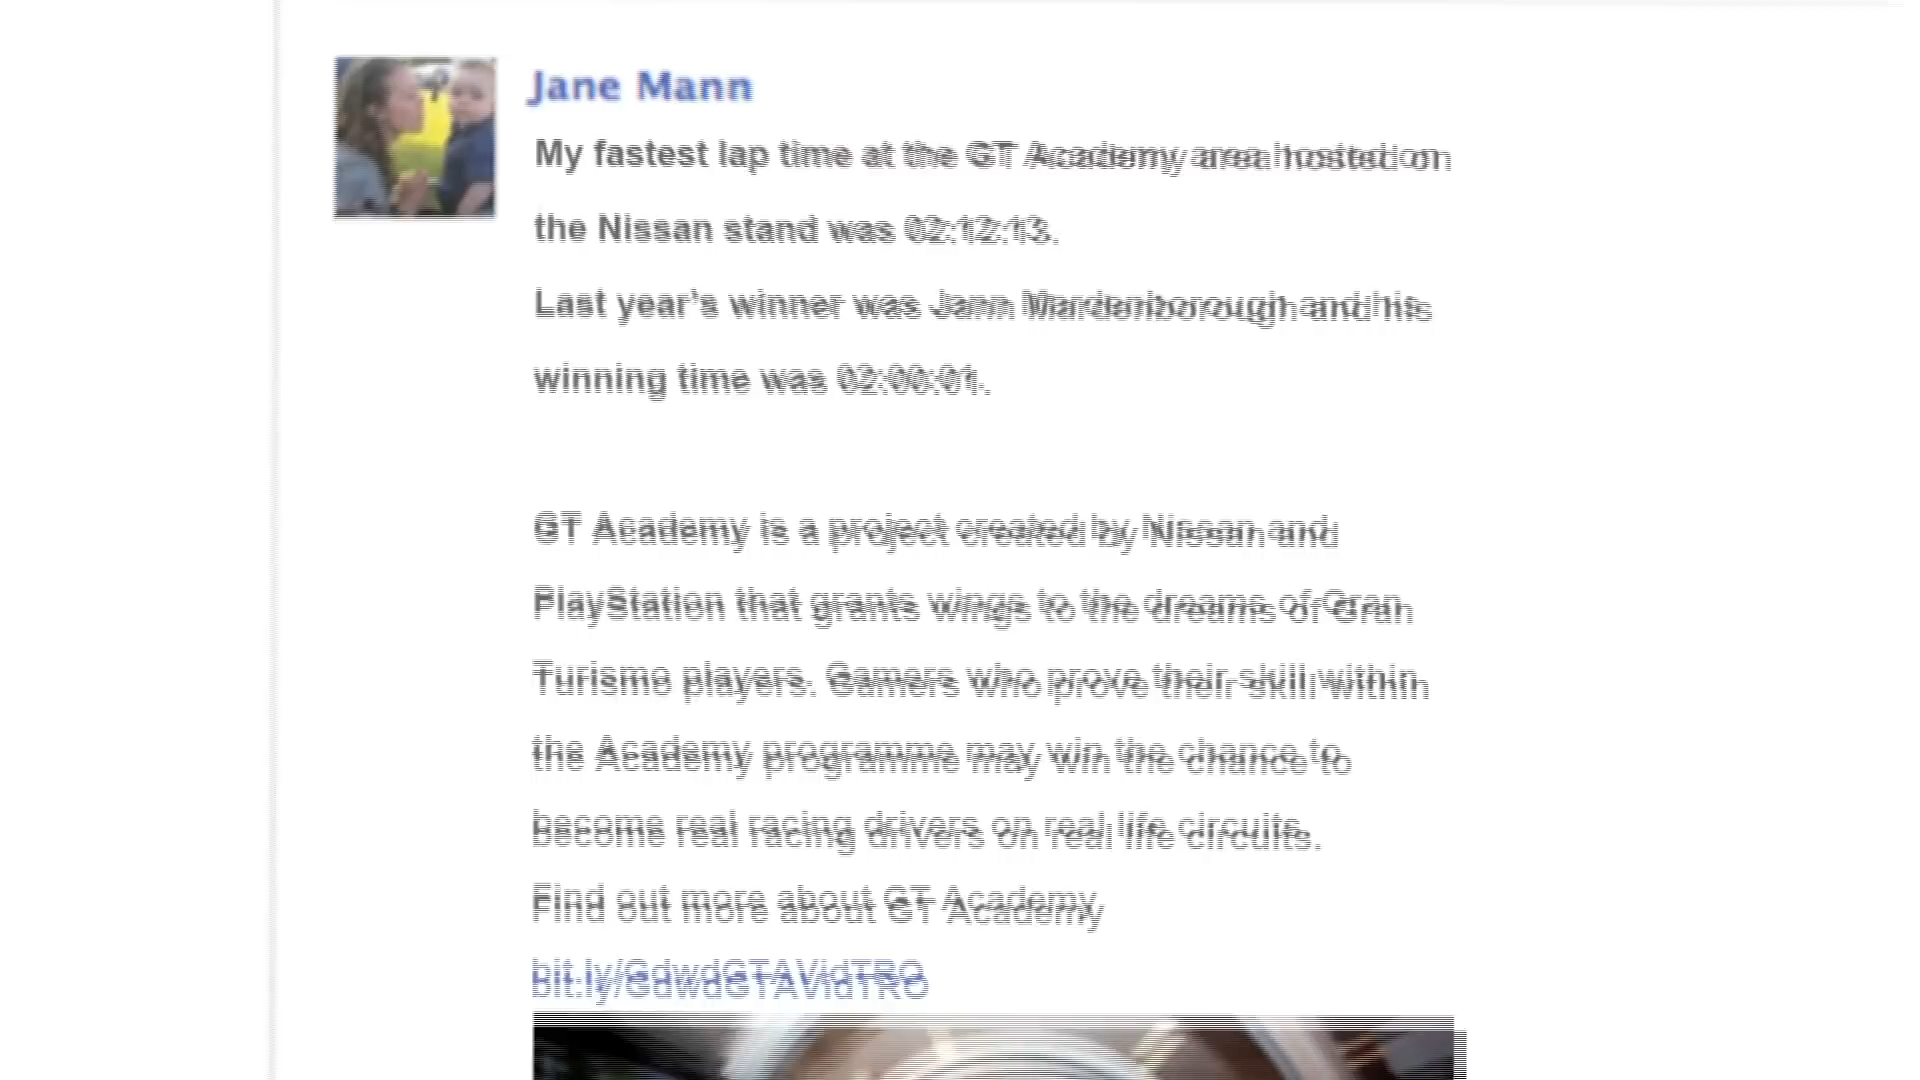 Jane Mann
My fastest lap time at the GT Academy area hosted on
the Nissan stand was 02:12:13.
Last year's winner was Jann Mardenborough and his
winning time was 02:00:01.
GT Academy is a project created by Nissan and
PlayStation that grants wings to the dreams of Gran
Turismo players. Gamers who prove their skill within
the Academy programme may win the chance to
become real racing drivers on real life circuits.
Find out more about GT Academy
bit.ly/GdwdGTAVidTRO